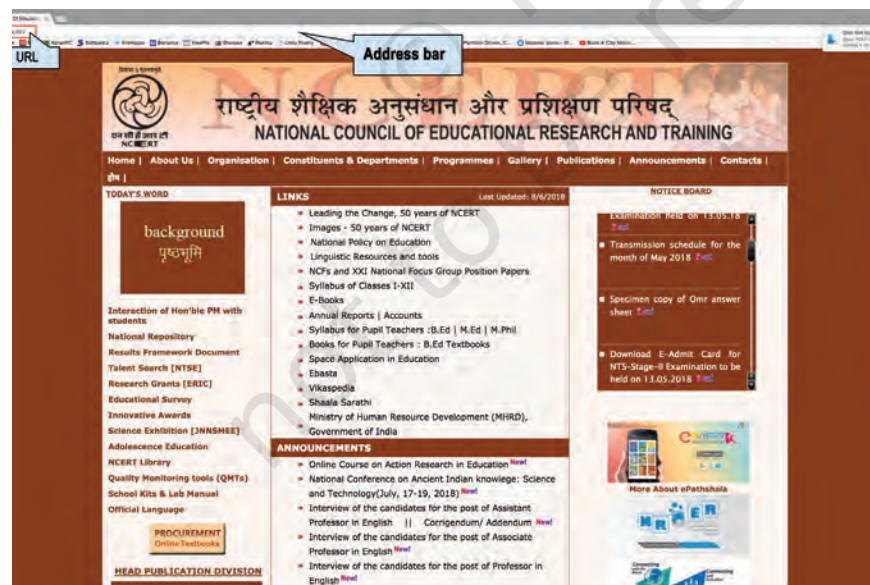 URL
Address bar
राष्ट्रीय शैक्षिक अनुसंधान और प्रशिक्षण परिषद्
NATIONAL COUNCIL OF EDUCATIONAL RESEARCH AND TRAINING
NCERT
Home | About Us | Organisation | Constituents & Departments | Programmes | Gallery | Publications | Announcements | Contacts |
होम |
TODAY'S WORD
background
पृष्ठभूमि
Interaction of Hon'ble PM with
students
National Repository
Results Framework Document
Talent Search [NTSE]
Research Grants [ERIC]
Educational Survey
Innovative Awards
Science Exhibition [JNNSMEE]
Adolescence Education
NCERT Library
Quality Monitoring tools (QMTs)
School Kits & Lab Manual
Official Language
PROCUREMENT
Online Textbooks
HEAD PUBLICATION DIVISION
LINKS Last Updated: 8/6/2018
Leading the Change, 50 years of NCERT
Images - 50 years of NCERT
National Policy on Education
Linguistic Resources and tools
NCFs and XXI National Focus Group Position Papers
Syllabus of Classes I-XII
E-Books
Annual Reports | Accounts
Syllabus for Pupil Teachers :B.Ed | M.Ed | M.Phil
Books for Pupil Teachers : B.Ed Textbooks
Space Application in Education
Ebasta
Vikaspedia
Shaala Sarathi
Ministry of Human Resource Development (MHRD),
Government of India
ANNOUNCEMENTS
Online Course on Action Research in Education New!
National Conference on Ancient Indian knowlege: Science
and Technology(July, 17-19, 2018) New!
Interview of the candidates for the post of Assistant
Professor in English || Corrigendum/ Addendum New!
Interview of the candidates for the post of Associate
Professor in English New!
Interview of the candidates for the post of Professor in
English New!
NOTICE BOARD
Examination held on 13.05.18
New!
Transmission schedule for the
month of May 2018 New!
Specimen copy of Omr answer
sheet New!
Download E-Admit Card for
NTS-Stage-II Examination to be
held on 13.05.2018 New!
More About ePathshala